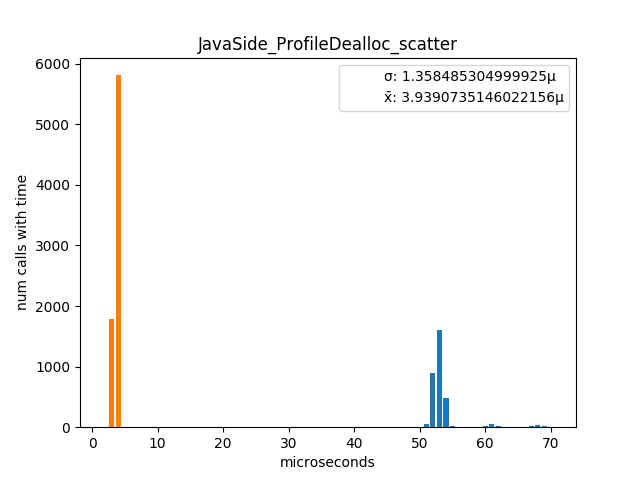 JavaSide_ProfileDealloc_scatter
σ: 1.358485304999925μ
x̄: 3.9390735146022156μ
6000
5000
4000
3000
2000
1000
0
num calls with time
0 10 20 30 40 50 60 70
microseconds